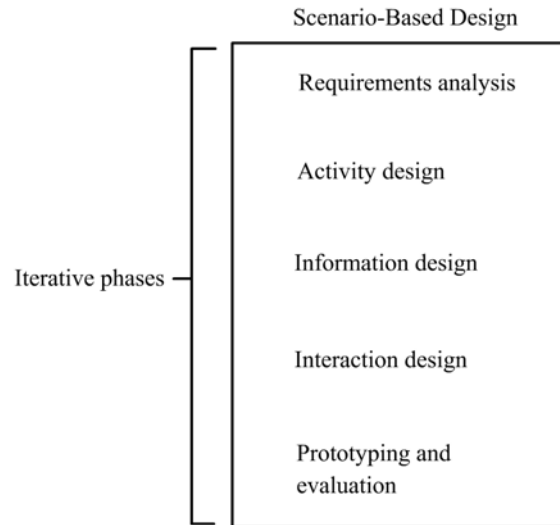 Scenario-Based Design
Requirements analysis
Activity design
Information design
Iterative phases
Interaction design
Prototyping and
evaluation